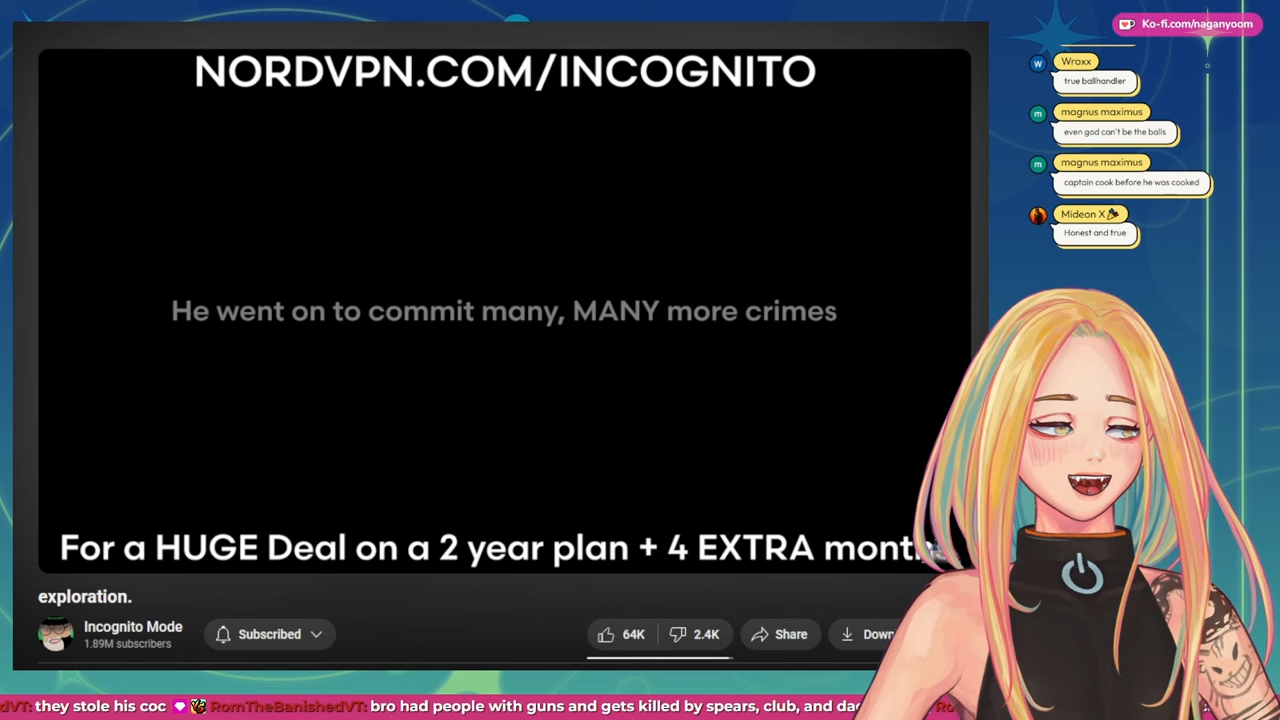 Ko-fi.com/naganyoom
NORDVPN.COM/INCOGNITO
W
Wroxx
true ballhandler
m
magnus maximus
even god can't be the balls
m
magnus maximus
captain cook before he was cooked
Mideon X
Honest and true
He went on to commit many, MANY more crimes
For a HUGE Deal on a 2 year plan + 4 EXTRA month
exploration.
Incognito Mode
1.89M subscribers
Subscribed
64K
2.4K
Share
Down
dVT: they stole his coc RomTheBanishedVT: bro had people with guns and gets killed by spears, club, and da Ro